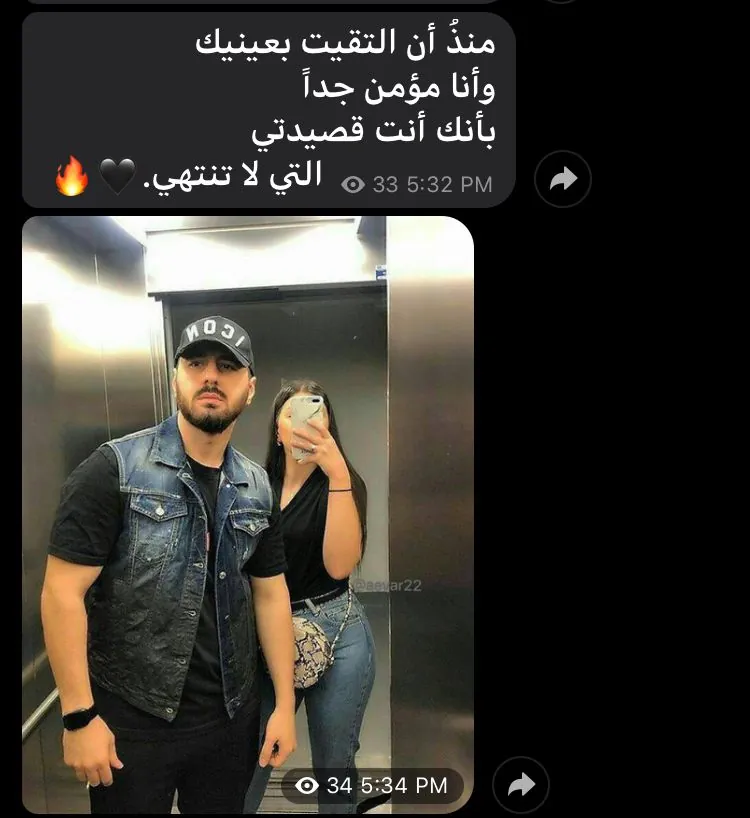 منذُ أن التقيت بعينيك
وأنا مؤمن جداً
بأنك أنت قصيدتي
التي لا تنتهي.🖤🔥
33 5:32 PM
ICON
34 5:34 PM